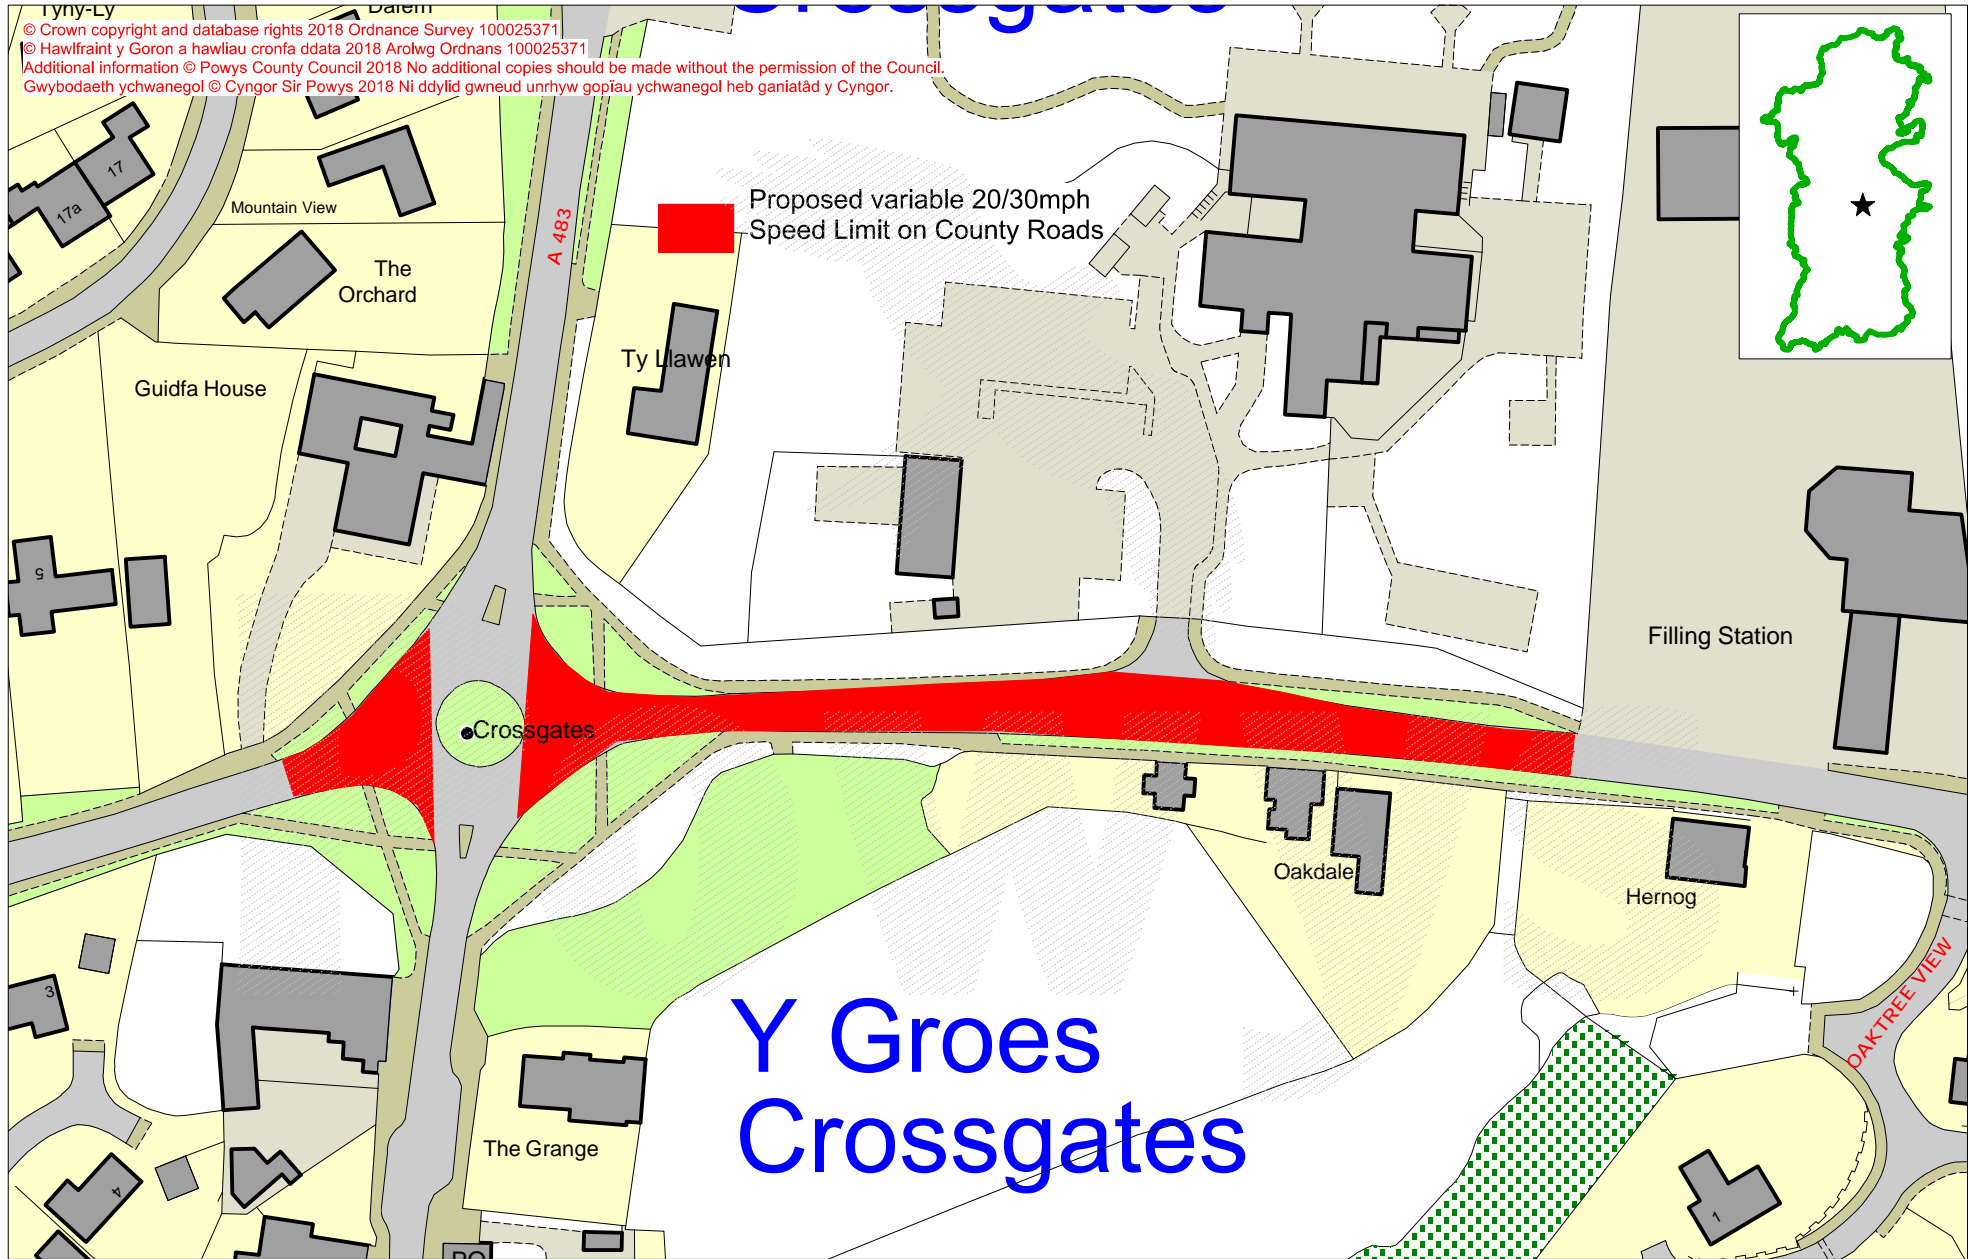 Crossgates
Tyny-Ly
Dalem
© Crown copyright and database rights 2018 Ordnance Survey 100025371
© Hawlfraint y Goron a hawliau cronfa ddata 2018 Arolwg Ordnans 100025371
Additional information © Powys County Council 2018 No additional copies should be made without the permission of the Council.
Gwybodaeth ychwanegol © Cyngor Sir Powys 2018 Ni ddylid gwneud unrhyw gopïau ychwanegol heb ganiatâd y Cyngor.
17
17a
Mountain View
A 483
Proposed variable 20/30mph
Speed Limit on County Roads
The
Orchard
Ty Llawen
Guidfa House
5
Filling Station
Crossgates
Oakdale
Hernog
3
OAKTREE VIEW
Y Groes
Crossgates
The Grange
4
1
PO